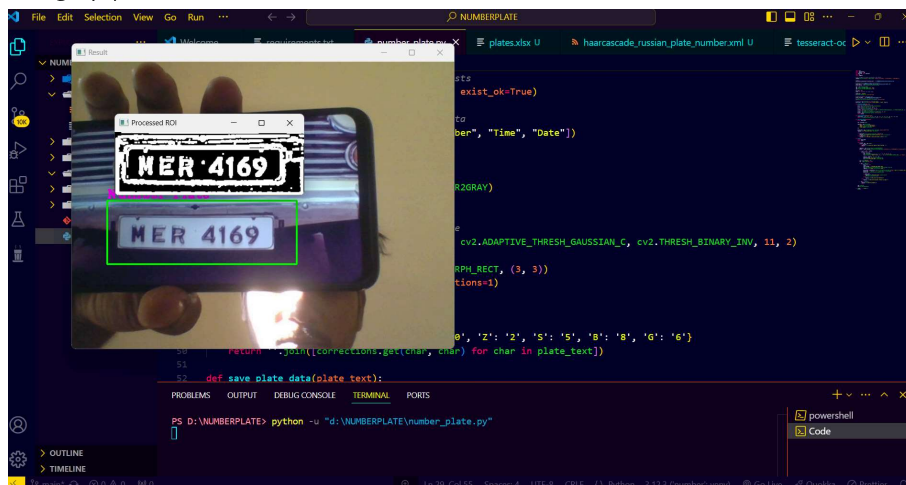 File Edit Selection View Go Run ··· NUMBERPLATE
Welcome requirements.txt number_plate.py plates.xlsx U haarcascade_russian_plate_number.xml U tesseract-oc
Result
sts
exist_ok=True)
Processed ROI
ta
ber", "Time", "Date"])
MER·4169
R2GRAY)
MER 4169
e
cv2.ADAPTIVE_THRESH_GAUSSIAN_C, cv2.THRESH_BINARY_INV, 11, 2)
RPH_RECT, (3, 3))
tions=1)
0', 'Z': '2', 'S': '5', 'B': '8', 'G': '6'}
50 return ''.join([corrections.get(char, char) for char in plate_text])
51
52 def save_plate_data(plate_text):
PROBLEMS OUTPUT DEBUG CONSOLE TERMINAL PORTS
PS D:\NUMBERPLATE> python -u "d:\NUMBERPLATE\number_plate.py"
powershell
Code
10K
OUTLINE
TIMELINE